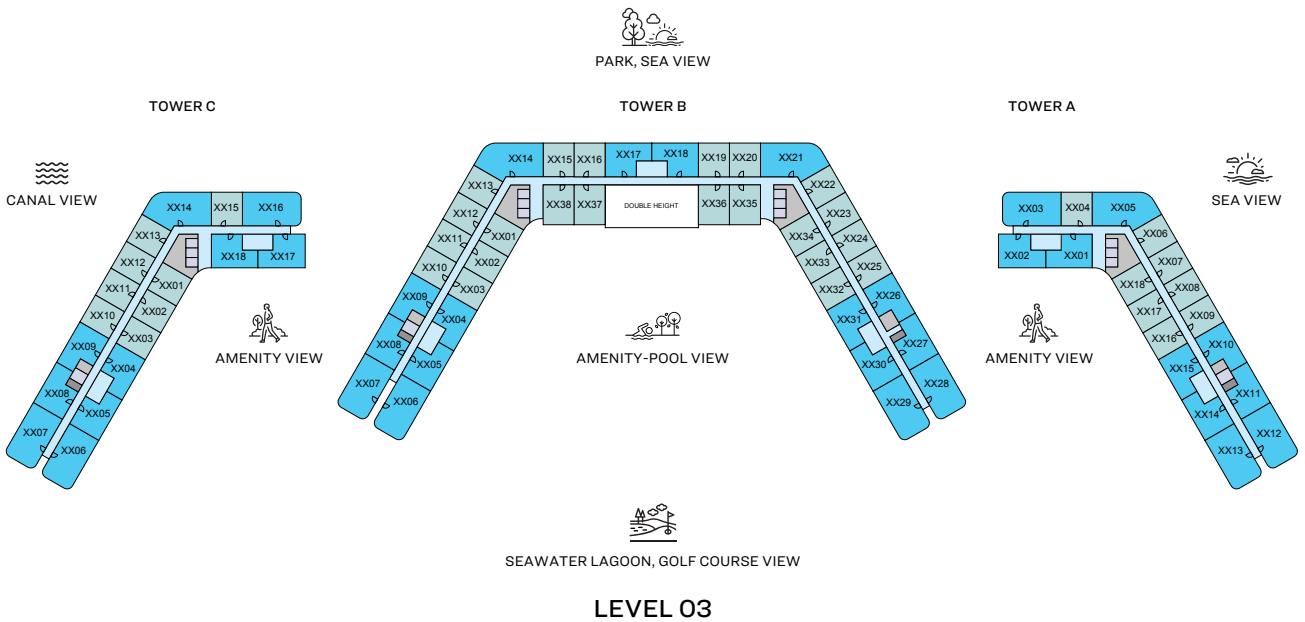 PARK, SEA VIEW
TOWER C
TOWER B
TOWER A
CANAL VIEW
SEA VIEW
XX14
XX15
XX16
XX13
XX12
XX11
XX10
XX09
XX08
XX07
XX18
XX17
XX01
XX02
XX03
XX04
XX05
XX06
AMENITY VIEW
XX14
XX15
XX16
XX17
XX18
XX19
XX20
XX21
XX13
XX12
XX11
XX10
XX09
XX08
XX07
XX38
XX37
DOUBLE HEIGHT
XX36
XX35
XX01
XX02
XX03
XX04
XX05
XX06
XX22
XX23
XX24
XX25
XX26
XX27
XX28
XX34
XX33
XX32
XX31
XX30
XX29
AMENITY-POOL VIEW
XX03
XX04
XX05
XX02
XX01
XX06
XX07
XX08
XX09
XX10
XX11
XX12
XX18
XX17
XX16
XX15
XX14
XX13
AMENITY VIEW
SEAWATER LAGOON, GOLF COURSE VIEW
LEVEL 03